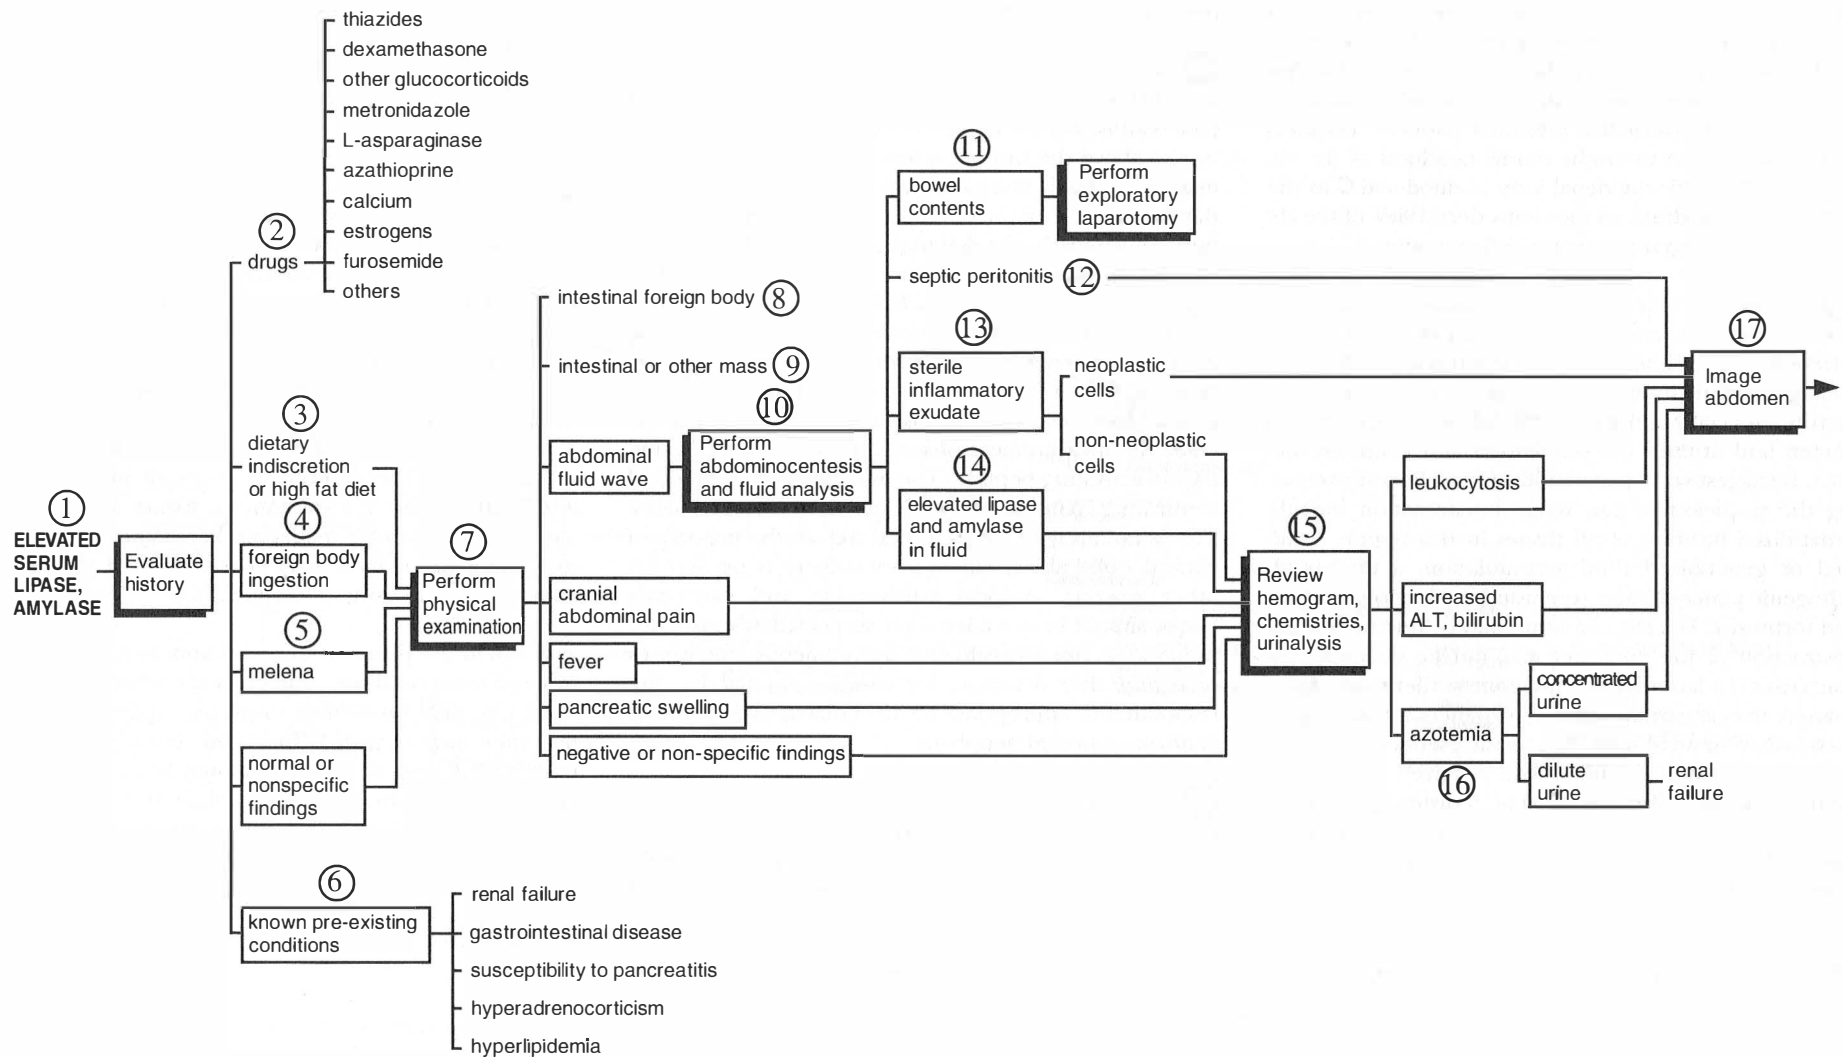 1
ELEVATED
SERUM
LIPASE,
AMYLASE
Evaluate
history
2
drugs
thiazides
dexamethasone
other glucocorticoids
metronidazole
L-asparaginase
azathioprine
calcium
estrogens
furosemide
others
3
dietary
indiscretion
or high fat diet
4
foreign body
ingestion
5
melena
normal or
nonspecific
findings
6
known pre-existing
conditions
renal failure
gastrointestinal disease
susceptibility to pancreatitis
hyperadrenocorticism
hyperlipidemia
7
Perform
physical
examination
intestinal foreign body 8
intestinal or other mass 9
abdominal
fluid wave
10
Perform
abdominocentesis
and fluid analysis
cranial
abdominal pain
fever
pancreatic swelling
negative or non-specific findings
11
bowel
contents
Perform
exploratory
laparotomy
septic peritonitis 12
13
sterile
inflammatory
exudate
neoplastic
cells
non-neoplastic
cells
14
elevated lipase
and amylase
in fluid
15
Review
hemogram,
chemistries,
urinalysis
leukocytosis
increased
ALT, bilirubin
azotemia
16
concentrated
urine
dilute
urine
renal
failure
17
Image
abdomen